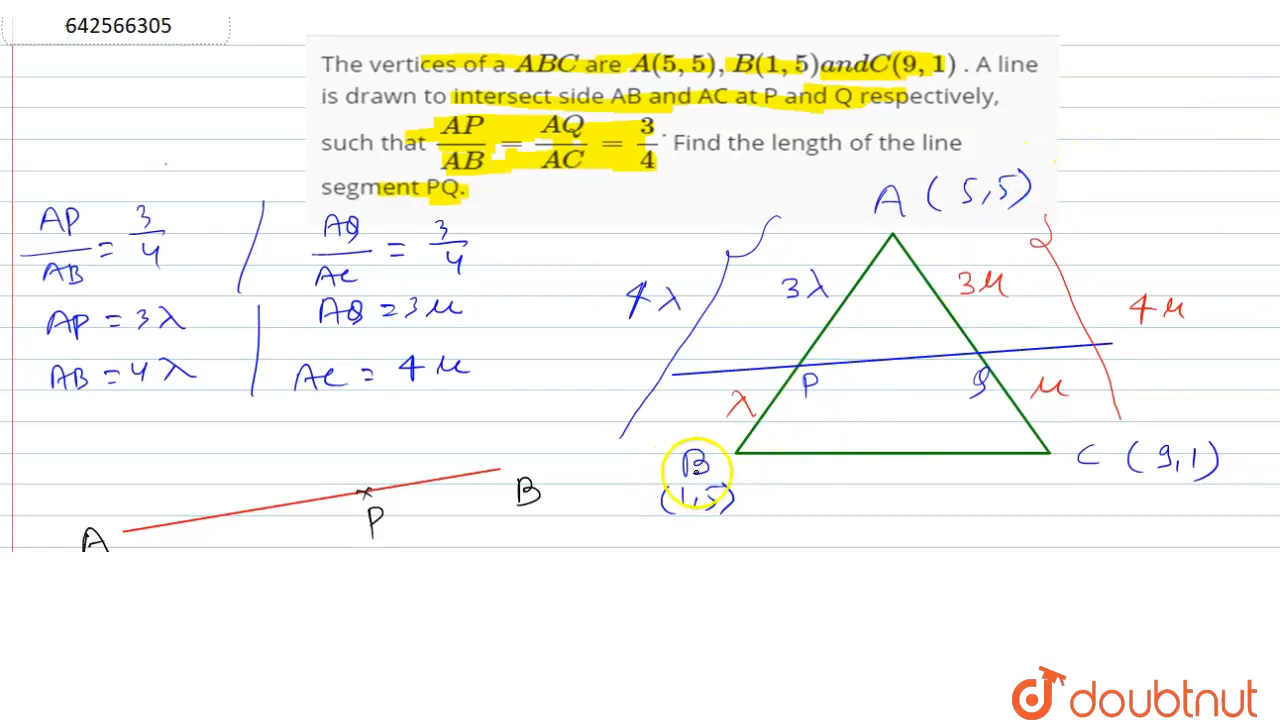 642566305
The vertices of a ABC are A(5, 5), B(1, 5)andC(9, 1) . A line
is drawn to intersect side AB and AC at P and Q respectively,
such that AP/AB = AQ/AC = 3/4. Find the length of the line
segment PQ.
AP/AB = 3/4
AP = 3λ
AB = 4λ
AQ/AC = 3/4
AQ = 3μ
AC = 4μ
A (5,5)
4λ
3λ
3μ
4μ
P
Q
λ
μ
B
(1,5)
C (9,1)
A
P
B
doubtnut